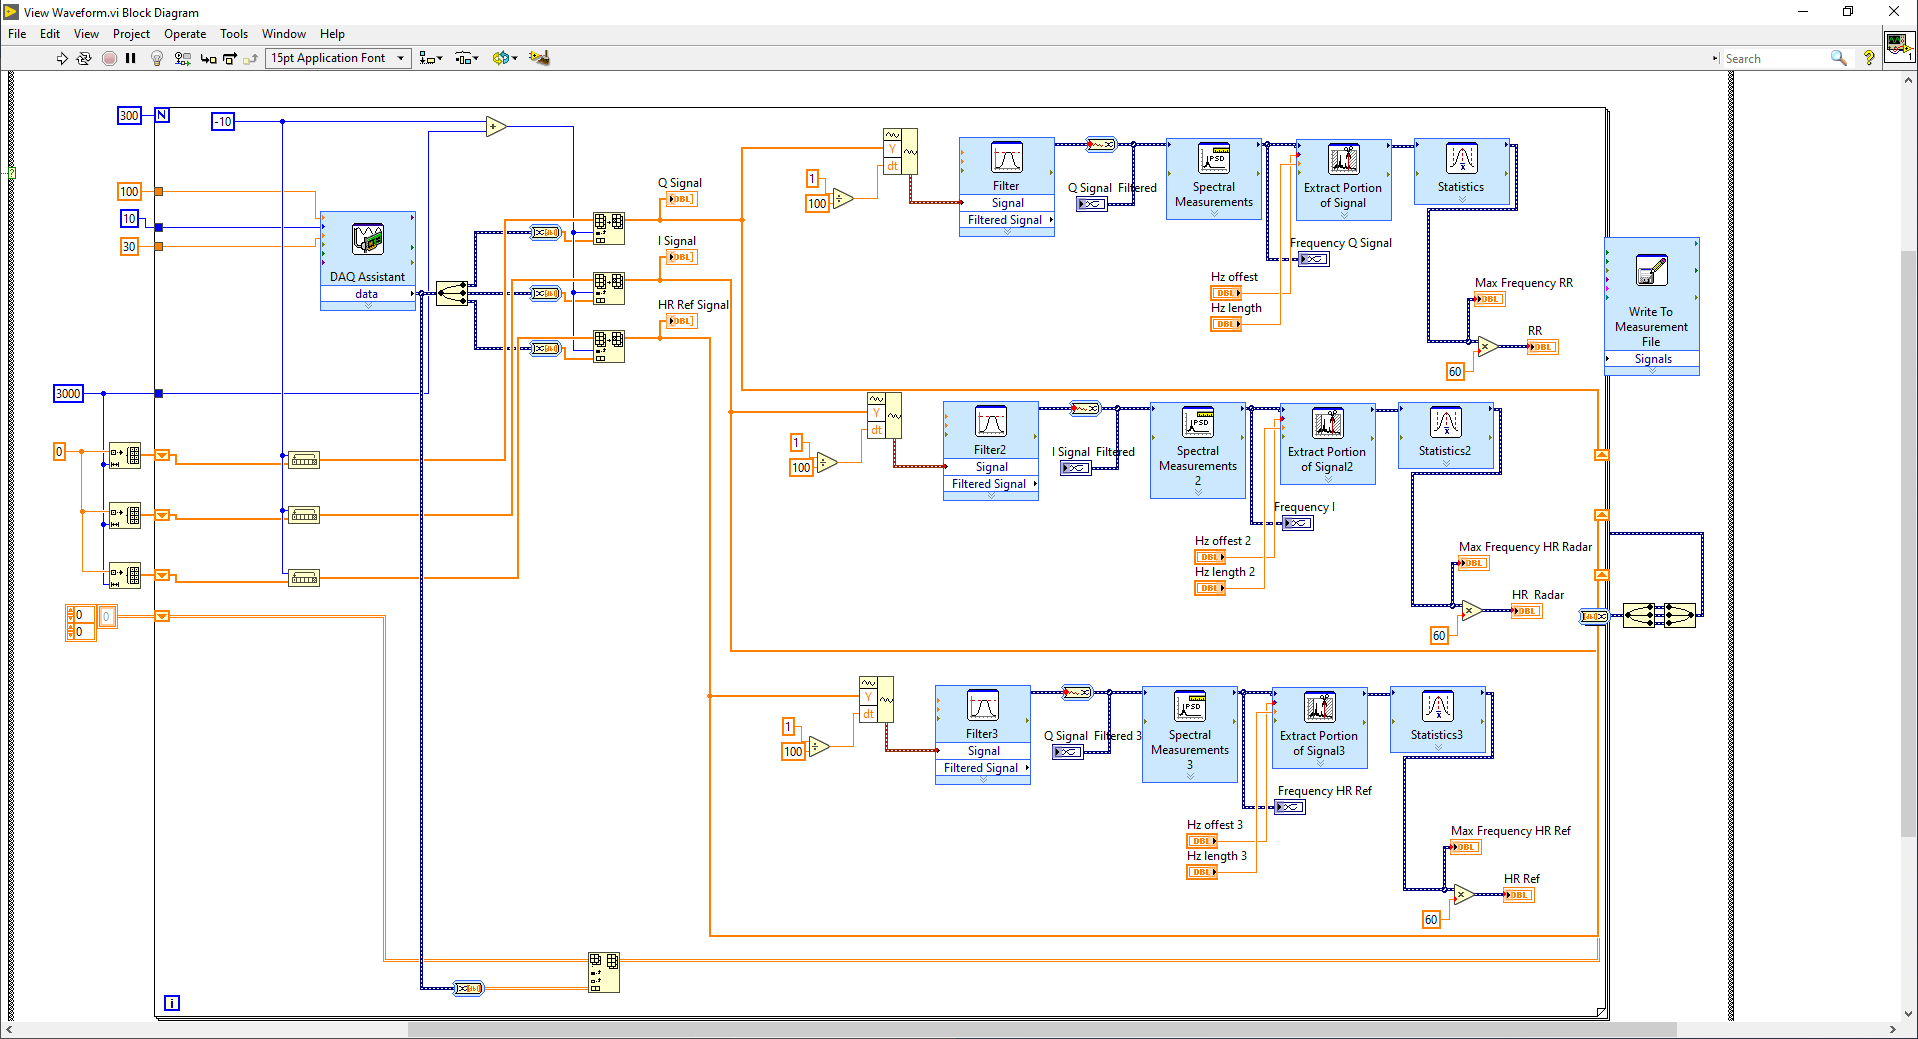 View Waveform.vi Block Diagram
File Edit View Project Operate Tools Window Help
15pt Application Font
Search
1
300
N
-10
+
100
10
30
DAQ Assistant
data
3000
0
0
0
0
i
Q Signal
DBL
I Signal
DBL
HR Ref Signal
DBL
Y
dt
1
100
Filter
Signal
Filtered Signal
Q Signal Filtered
PSD
Spectral
Measurements
Extract Portion
of Signal
Statistics
Frequency Q Signal
Hz offest
DBL
Hz length
DBL
Max Frequency RR
DBL
RR
DBL
60
Write To
Measurement
File
Signals
Y
dt
1
100
Filter2
Signal
Filtered Signal
I Signal Filtered
PSD
Spectral
Measurements
2
Extract Portion
of Signal2
Statistics2
Frequency I
Hz offest 2
DBL
Hz length 2
DBL
Max Frequency HR Radar
DBL
HR Radar
DBL
60
Y
dt
1
100
Filter3
Signal
Filtered Signal
Q Signal Filtered 3
PSD
Spectral
Measurements
3
Extract Portion
of Signal3
Statistics3
Frequency HR Ref
Hz offest 3
DBL
Hz length 3
DBL
Max Frequency HR Ref
DBL
HR Ref
DBL
60